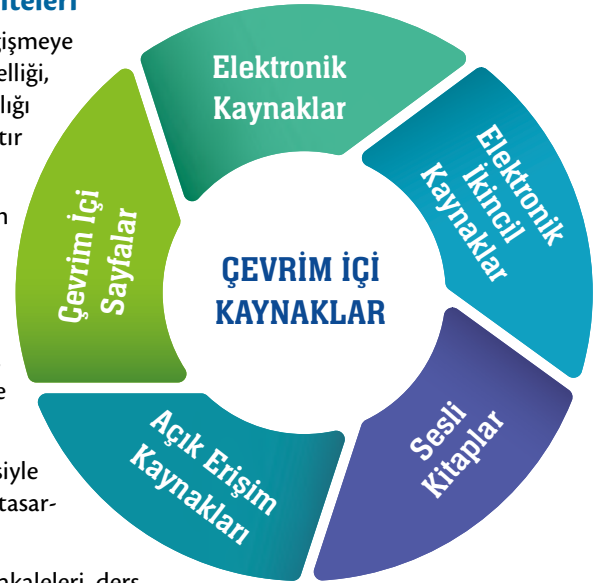 Elektronik
Kaynaklar
Elektronik
İkincil
Kaynaklar
Sesli
Kitaplar
Açık Erişim
Kaynakları
Çevrim İçi
Sayfalar
ÇEVRİM İÇİ
KAYNAKLAR